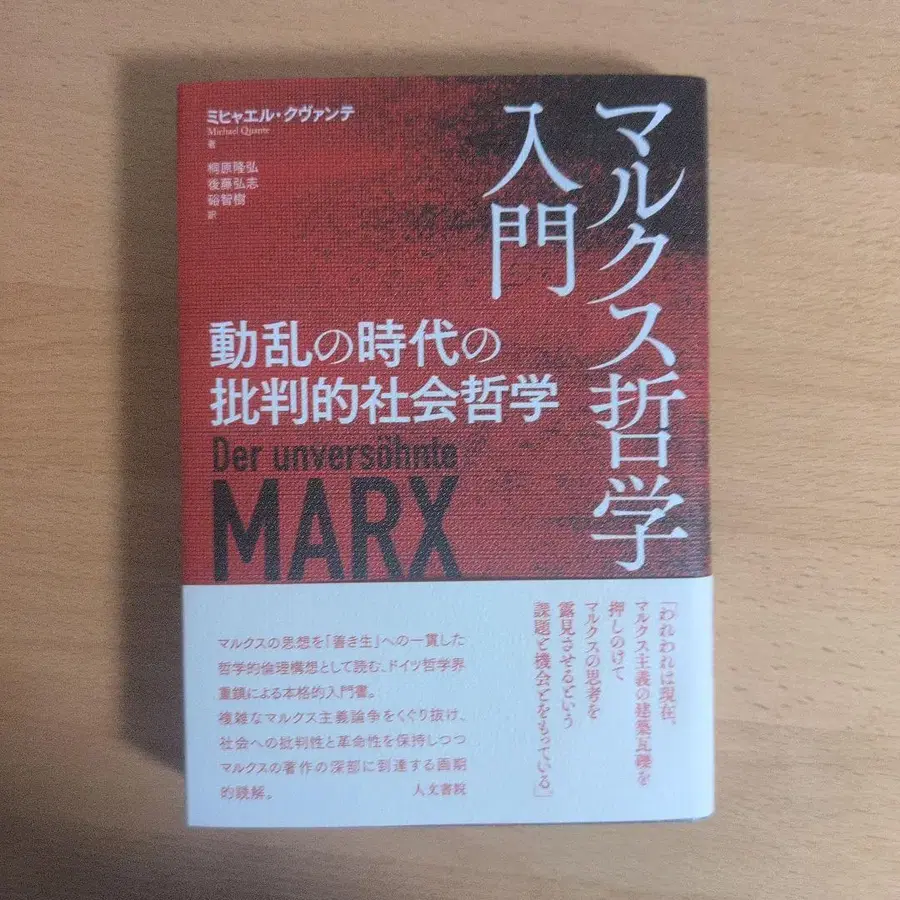 マルクス哲学
入門
ミヒャエル・クヴァンテ
Michael Quante
著
桐原隆弘
後藤弘志
硲智樹
訳
動乱の時代の
批判的社会哲学
Der unversöhnte
MARX
「われわれは現在、
マルクス主義の建築瓦礫を
押しのけて
マルクスの思考を
露見させるという
課題と機会とをもっている」
マルクスの思想を「善き生」への一貫した
哲学的倫理構想として読む、ドイツ哲学界
重鎮による本格的入門書。
複雑なマルクス主義論争をくぐり抜け、
社会への批判性と革命性を保持しつつ
マルクスの著作の深部に到達する画期
的読解。
人文書院